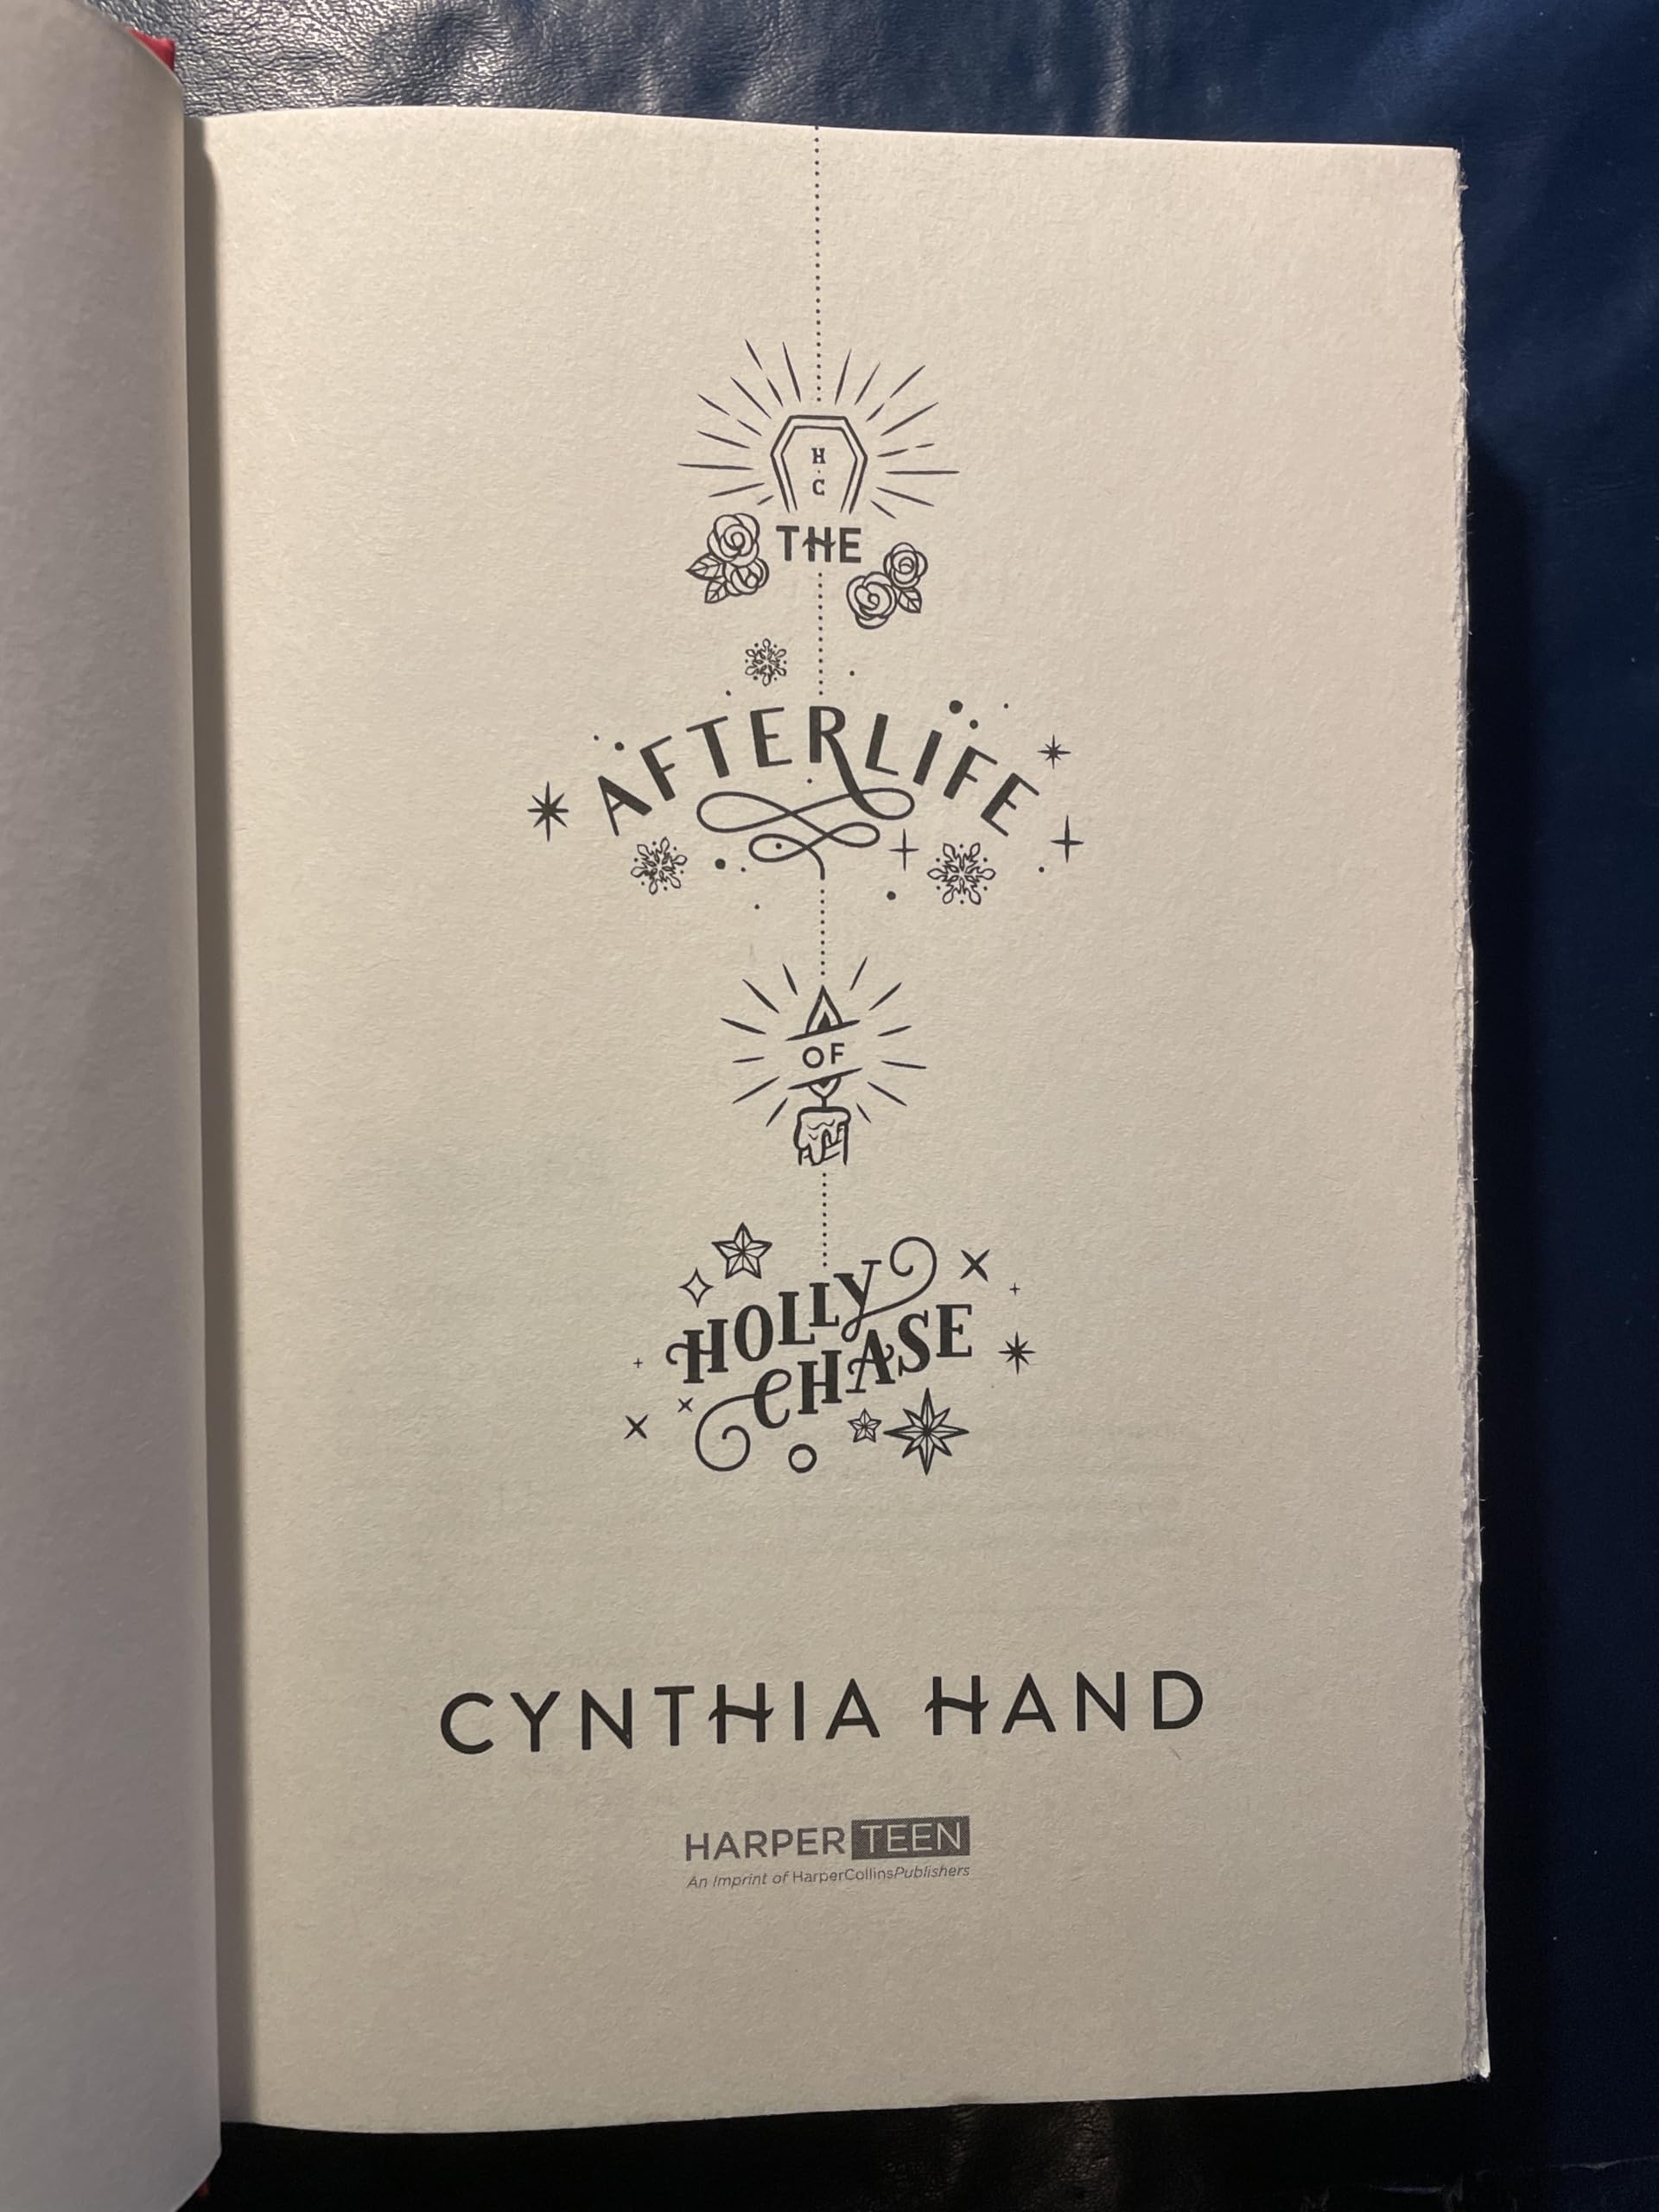 H
C
THE
AFTERLIFE
OF
HOLLY
CHASE
CYNTHIA HAND
HARPER TEEN
An Imprint of HarperCollinsPublishers